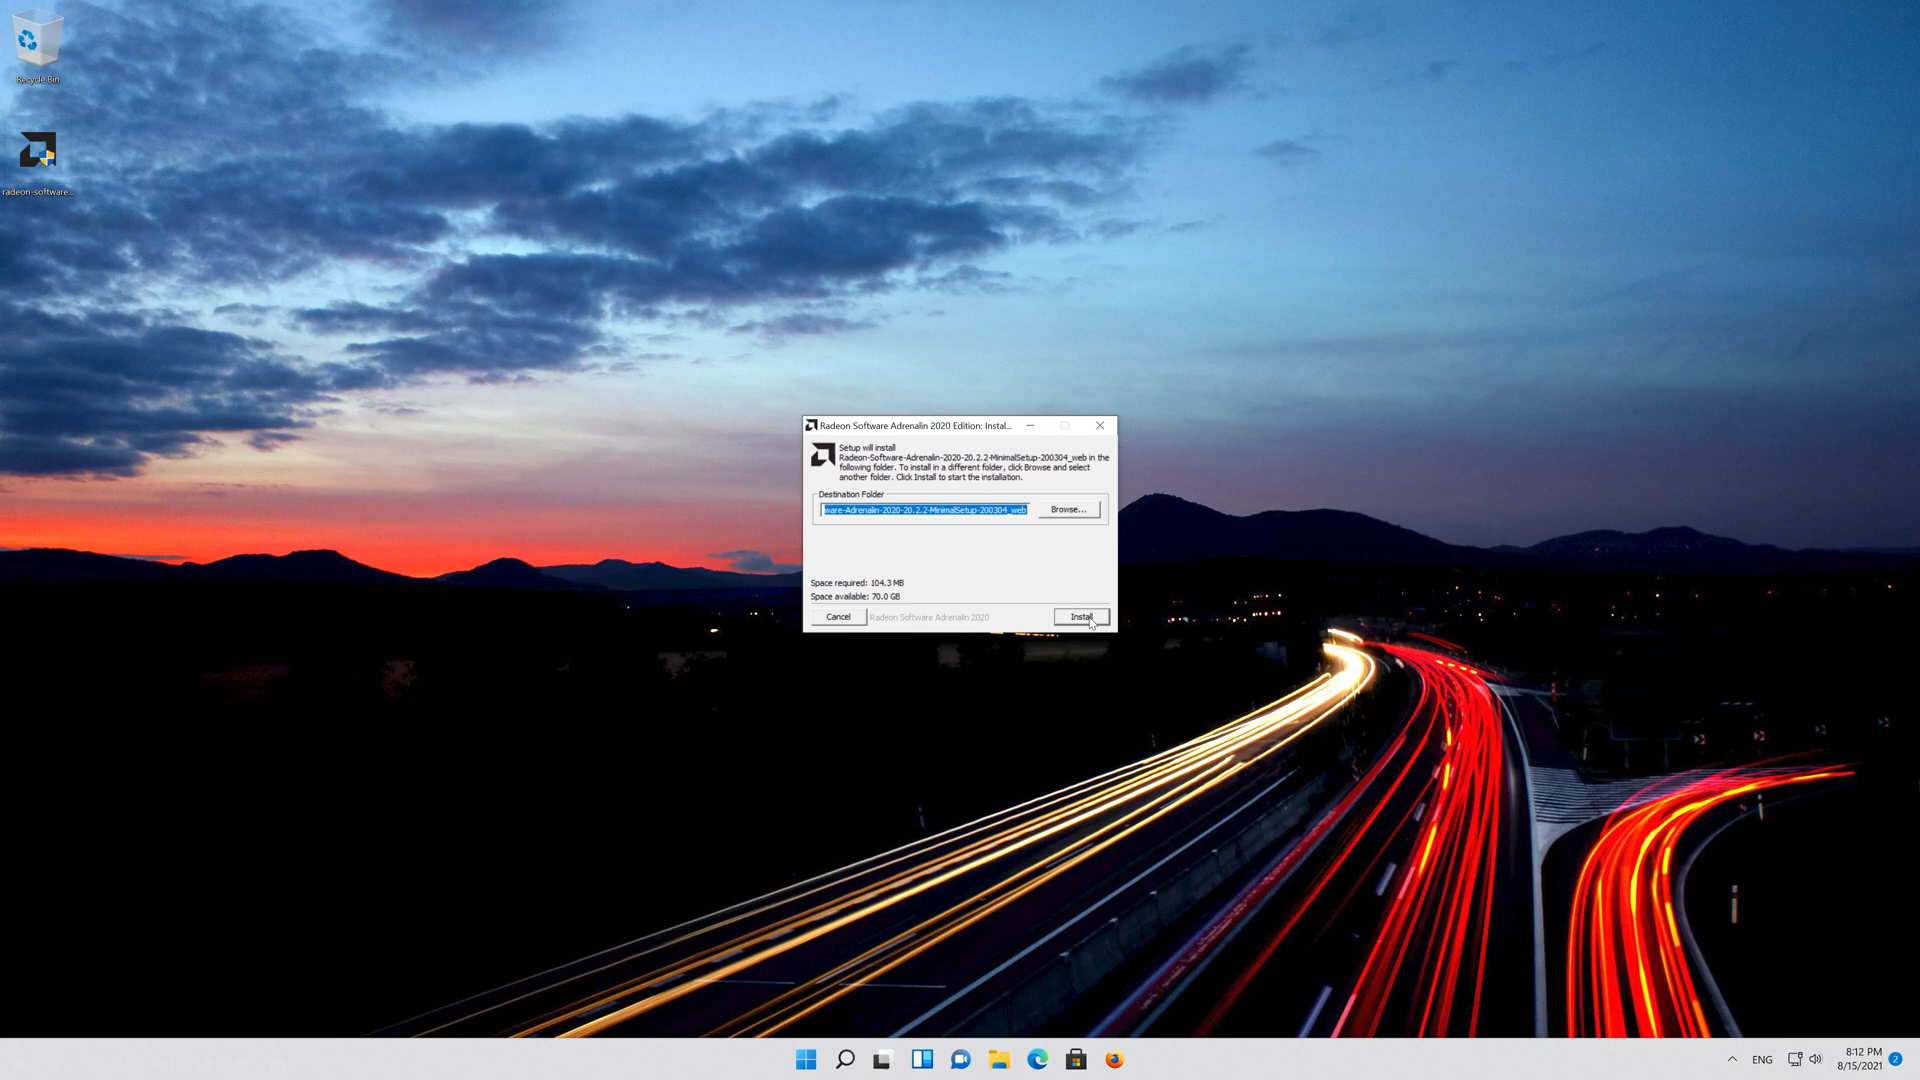 Recycle Bin
radeon-software...
Radeon Software Adrenalin 2020 Edition: Instal...
Setup will install
Radeon-Software-Adrenalin-2020-20.2.2-MinimalSetup-200304_web in the
following folder. To install in a different folder, click Browse and select
another folder. Click Install to start the installation.
Destination Folder
ware-Adrenalin-2020-20.2.2-MinimalSetup-200304_web
Browse...
Space required: 104.3 MB
Space available: 70.0 GB
Cancel
Radeon Software Adrenalin 2020
Install
ENG
8:12 PM
8/15/2021
2